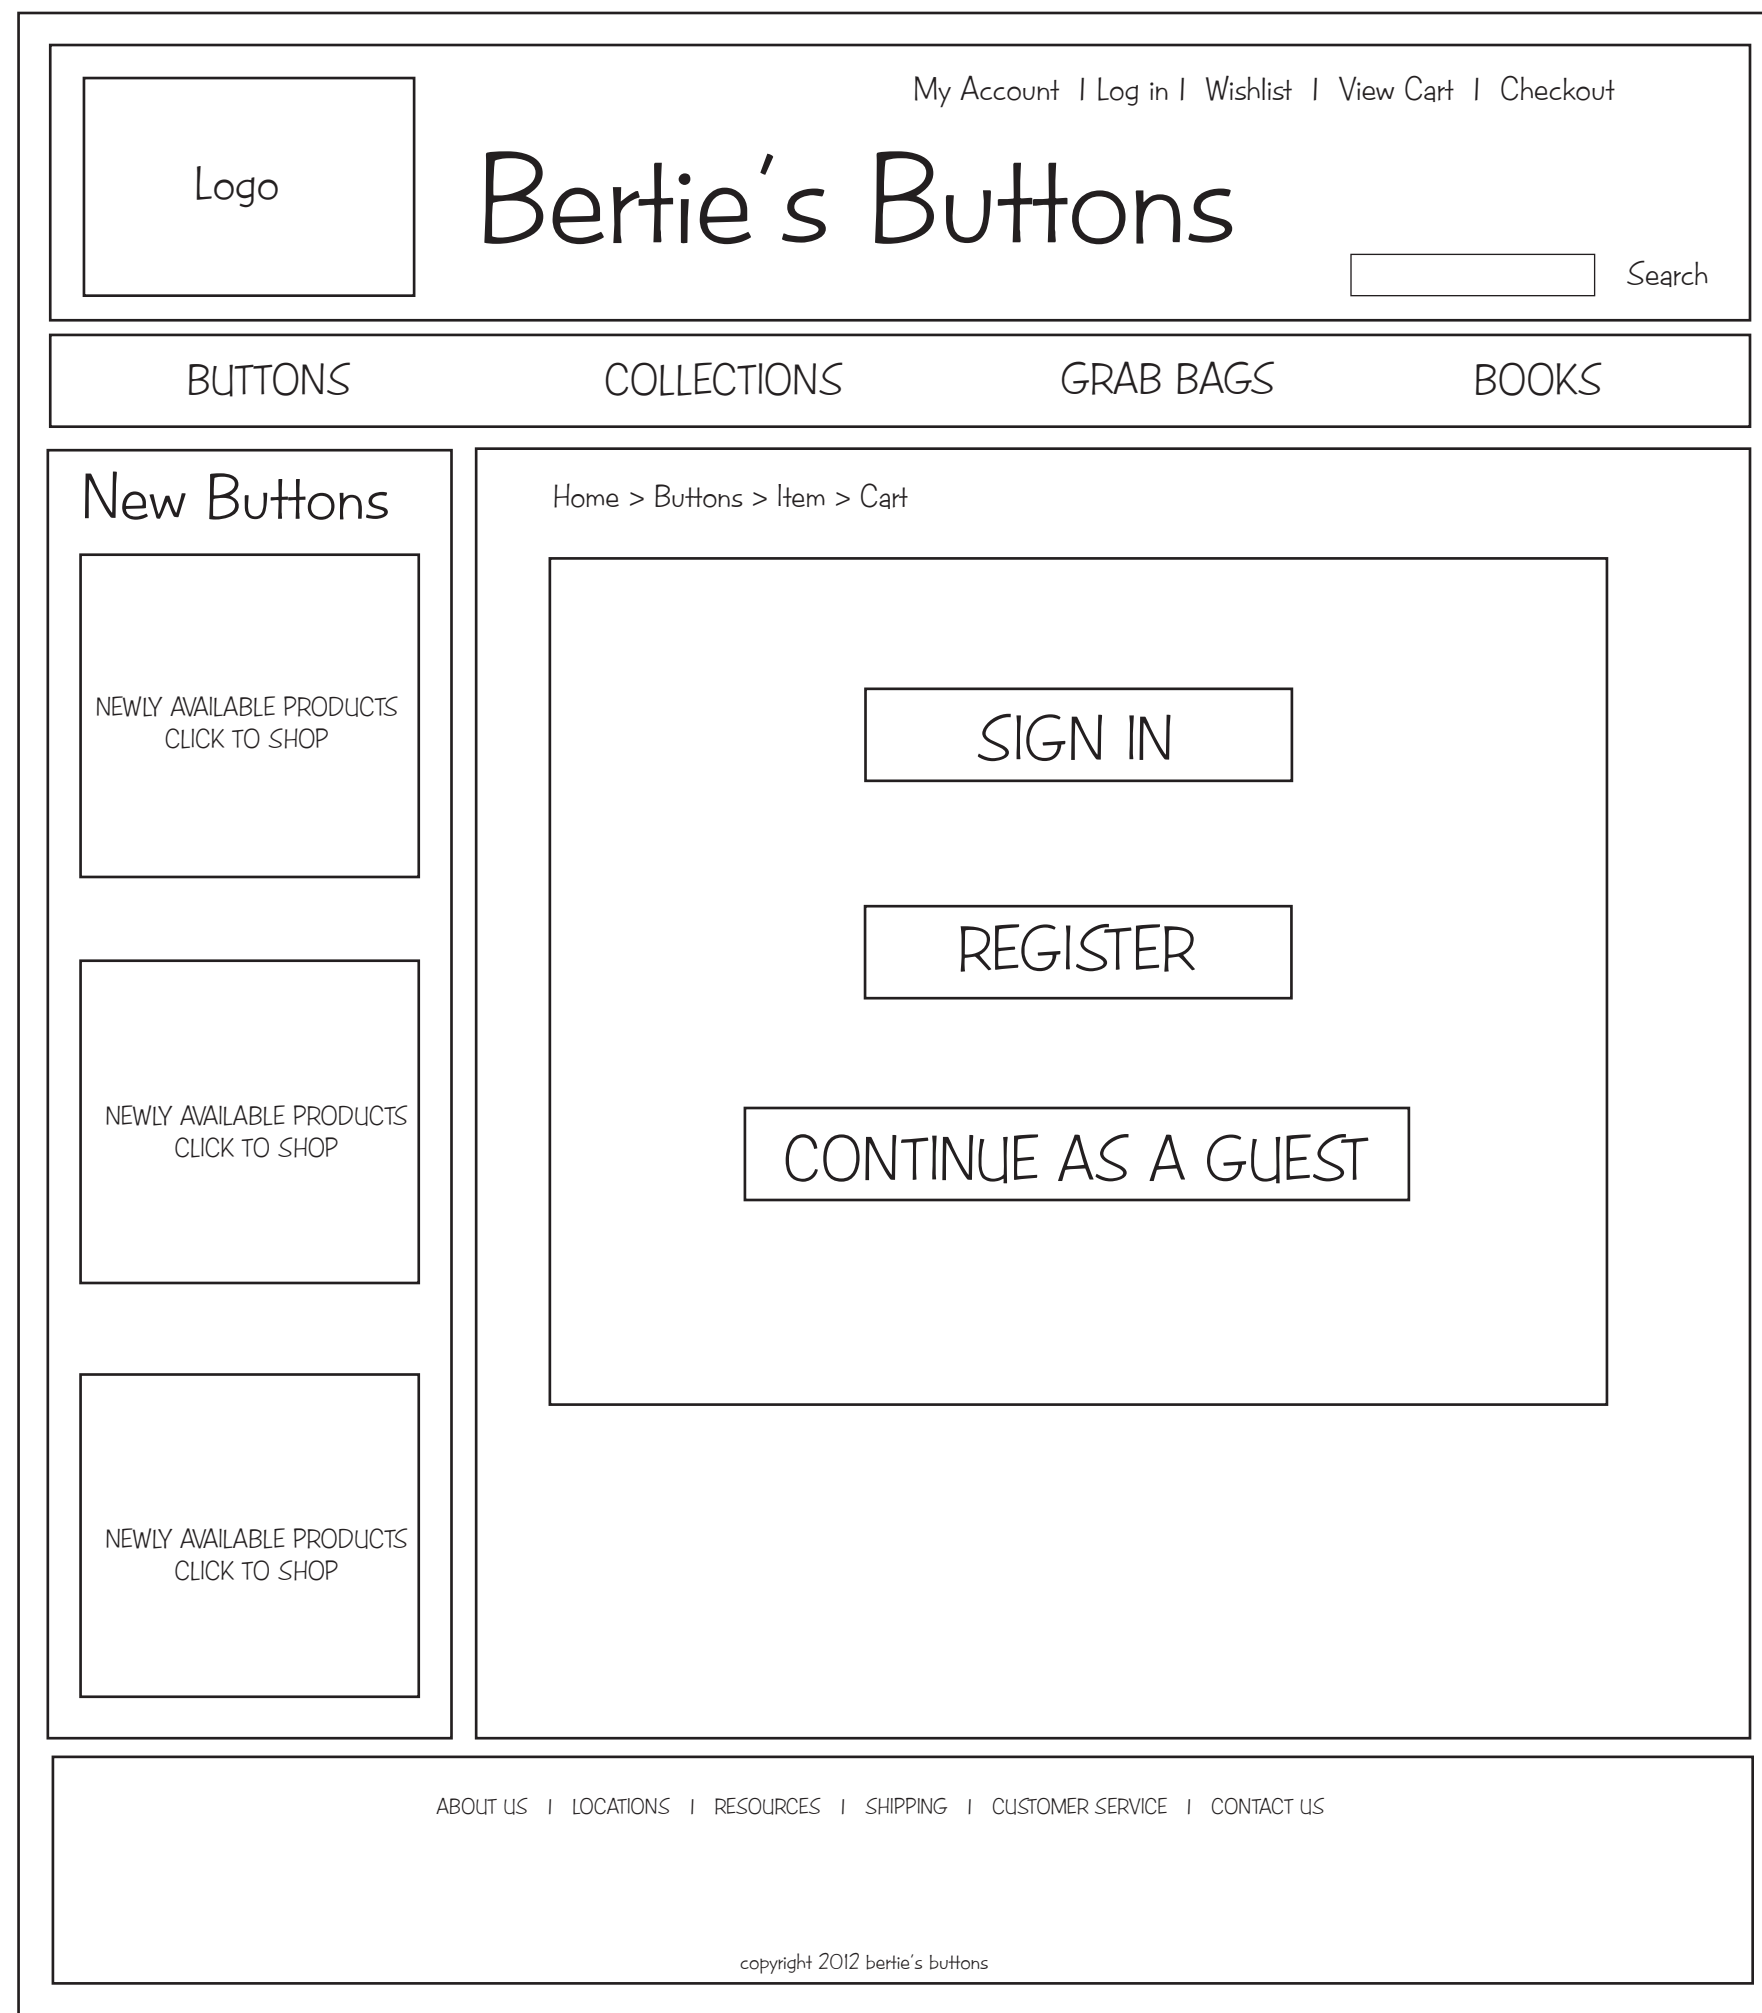 My Account | Log in | Wishlist | View Cart | Checkout
Logo
Bertie's Buttons
Search
BUTTONS COLLECTIONS GRAB BAGS BOOKS
New Buttons
NEWLY AVAILABLE PRODUCTS
CLICK TO SHOP
NEWLY AVAILABLE PRODUCTS
CLICK TO SHOP
NEWLY AVAILABLE PRODUCTS
CLICK TO SHOP
Home > Buttons > Item > Cart
SIGN IN
REGISTER
CONTINUE AS A GUEST
ABOUT US | LOCATIONS | RESOURCES | SHIPPING | CUSTOMER SERVICE | CONTACT US
copyright 2012 bertie's buttons